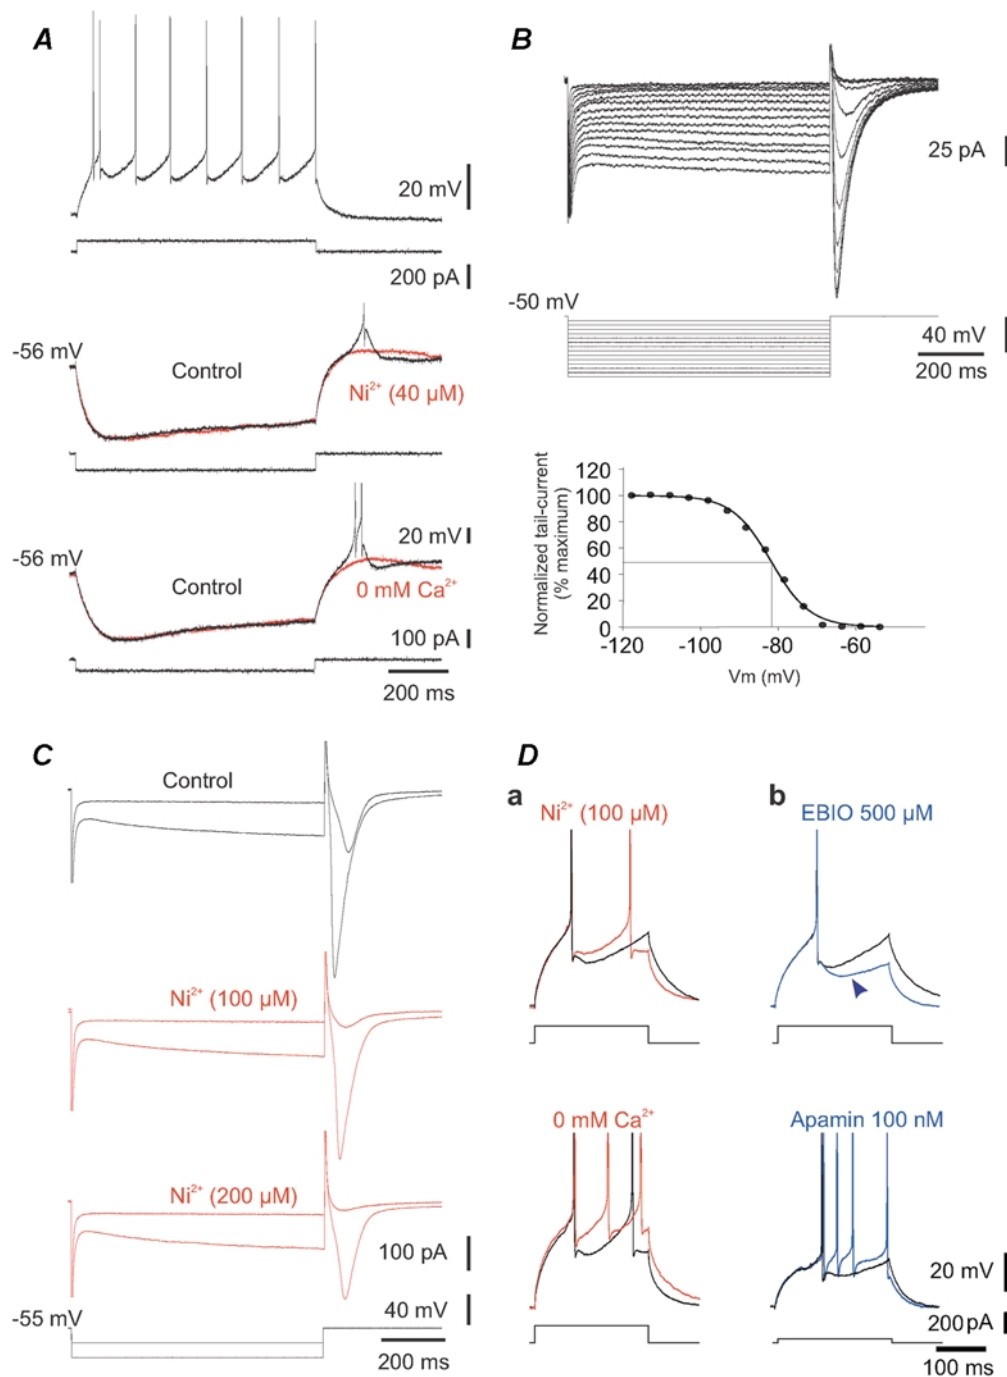 A
20 mV
200 pA
-56 mV
Control
Ni²⁺ (40 µM)
20 mV
-56 mV
Control
0 mM Ca²⁺
100 pA
200 ms
B
25 pA
-50 mV
40 mV
200 ms
120
100
80
60
40
20
0
-120
-100
-80
-60
Normalized tail-current
(% maximum)
Vm (mV)
C
Control
Ni²⁺ (100 µM)
Ni²⁺ (200 µM)
100 pA
40 mV
-55 mV
200 ms
D
a
Ni²⁺ (100 µM)
b
EBIO 500 µM
0 mM Ca²⁺
Apamin 100 nM
20 mV
200 pA
100 ms